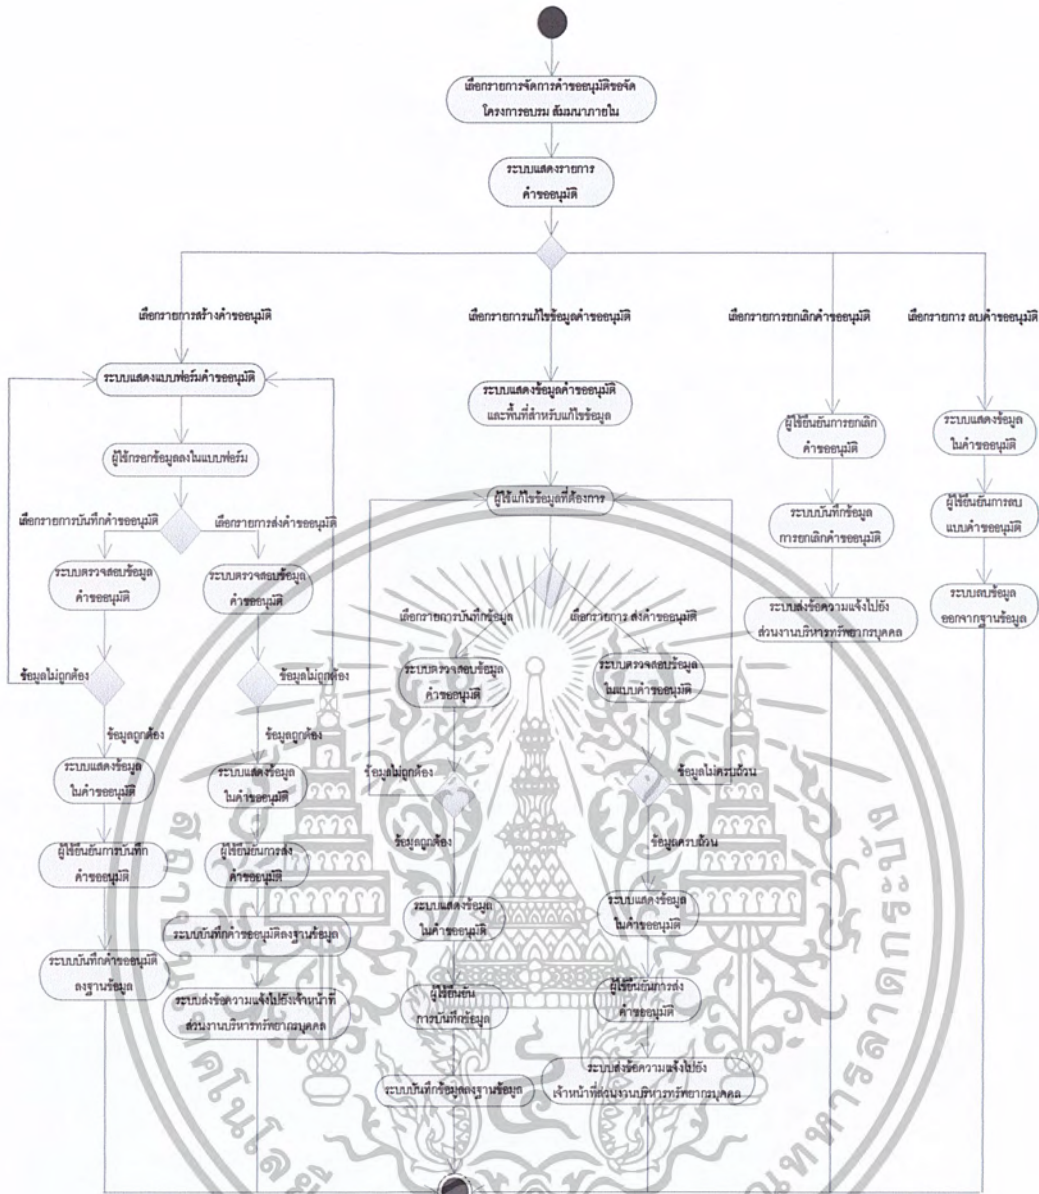 เลือกรายการจัดการคำขออนุมัติขอจัด
โครงการอบรม สัมมนาภายใน
ระบบแสดงรายการ
คำขออนุมัติ
เลือกรายการสร้างคำขออนุมัติ
เลือกรายการแก้ไขข้อมูลคำขออนุมัติ
เลือกรายการยกเลิกคำขออนุมัติ
เลือกรายการ ลบคำขออนุมัติ
ระบบแสดงแบบฟอร์มคำขออนุมัติ
ผู้ใช้กรอกข้อมูลลงในแบบฟอร์ม
เลือกรายการบันทึกคำขออนุมัติ
เลือกรายการส่งคำขออนุมัติ
ระบบตรวจสอบข้อมูล
คำขออนุมัติ
ระบบตรวจสอบข้อมูล
คำขออนุมัติ
ข้อมูลไม่ถูกต้อง
ข้อมูลไม่ถูกต้อง
ข้อมูลถูกต้อง
ข้อมูลถูกต้อง
ระบบแสดงข้อมูล
ในคำขออนุมัติ
ระบบแสดงข้อมูล
ในคำขออนุมัติ
ผู้ใช้ยืนยันการบันทึก
คำขออนุมัติ
ผู้ใช้ยืนยันการส่ง
คำขออนุมัติ
ระบบบันทึกคำขออนุมัติ
ลงฐานข้อมูล
ระบบบันทึกคำขออนุมัติลงฐานข้อมูล
ระบบส่งข้อความแจ้งไปยังเจ้าหน้าที่
ส่วนงานบริหารทรัพยากรบุคคล
ระบบแสดงข้อมูลคำขออนุมัติ
และพื้นที่สำหรับแก้ไขข้อมูล
ผู้ใช้แก้ไขข้อมูลที่ต้องการ
เลือกรายการบันทึกข้อมูล
เลือกรายการ ส่งคำขออนุมัติ
ระบบตรวจสอบข้อมูล
คำขออนุมัติ
ระบบตรวจสอบข้อมูล
ในแบบคำขออนุมัติ
ข้อมูลไม่ถูกต้อง
ข้อมูลไม่ครบถ้วน
ข้อมูลถูกต้อง
ข้อมูลครบถ้วน
ระบบแสดงข้อมูล
ในคำขออนุมัติ
ระบบแสดงข้อมูล
ในคำขออนุมัติ
ผู้ใช้ยืนยัน
การบันทึกข้อมูล
ผู้ใช้ยืนยันการส่ง
คำขออนุมัติ
ระบบบันทึกข้อมูลลงฐานข้อมูล
ระบบส่งข้อความแจ้งไปยัง
เจ้าหน้าที่ส่วนงานบริหารทรัพยากรบุคคล
ผู้ใช้ยืนยันการยกเลิก
คำขออนุมัติ
ระบบบันทึกข้อมูล
การยกเลิกคำขออนุมัติ
ระบบส่งข้อความแจ้งไปยัง
ส่วนงานบริหารทรัพยากรบุคคล
ระบบแสดงข้อมูล
ในคำขออนุมัติ
ผู้ใช้ยืนยันการลบ
แบบคำขออนุมัติ
ระบบลบข้อมูล
ออกจากฐานข้อมูล